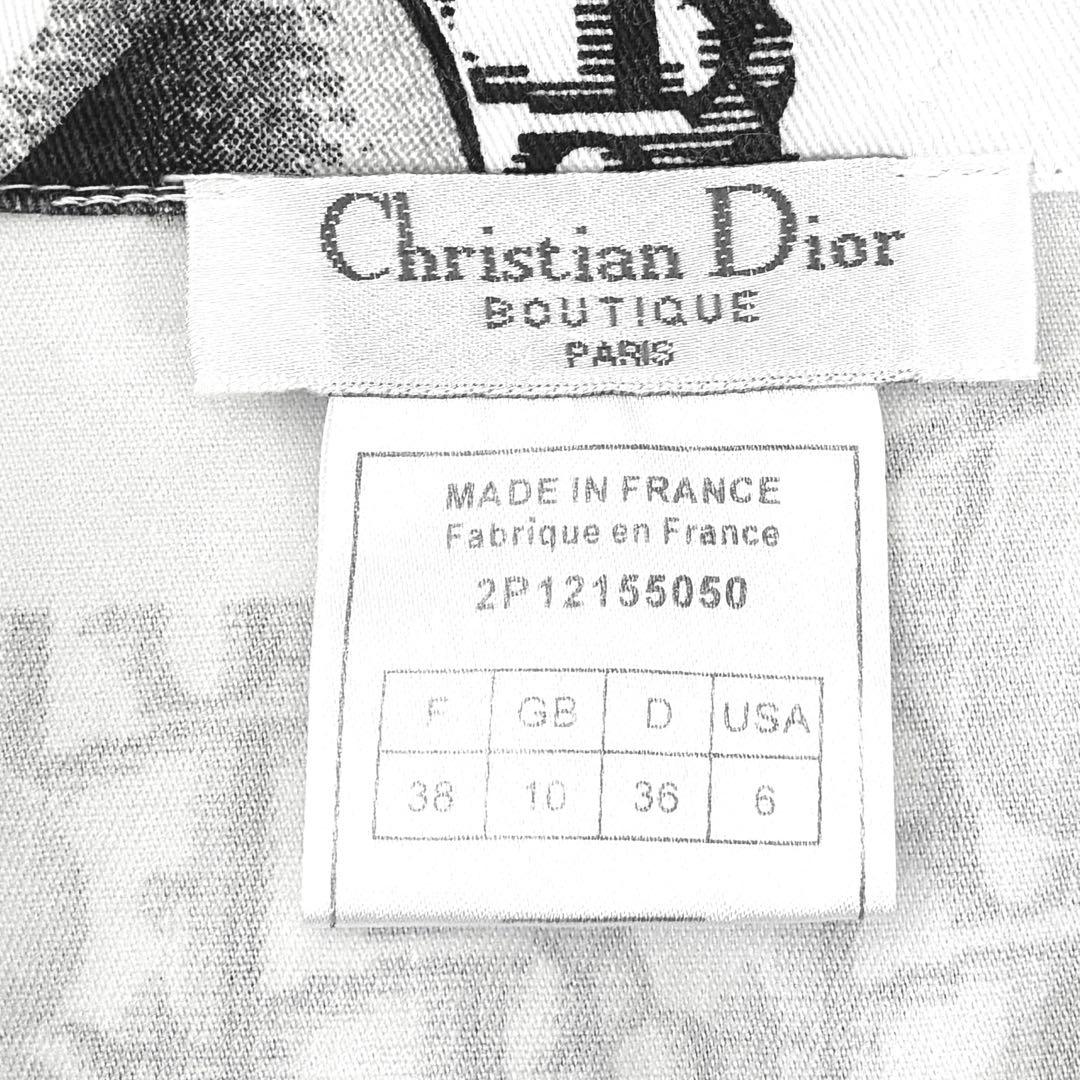 Christian Dior
BOUTIQUE
PARIS
MADE IN FRANCE
Fabrique en France
2P12155050
F GB D USA
38 10 36 6